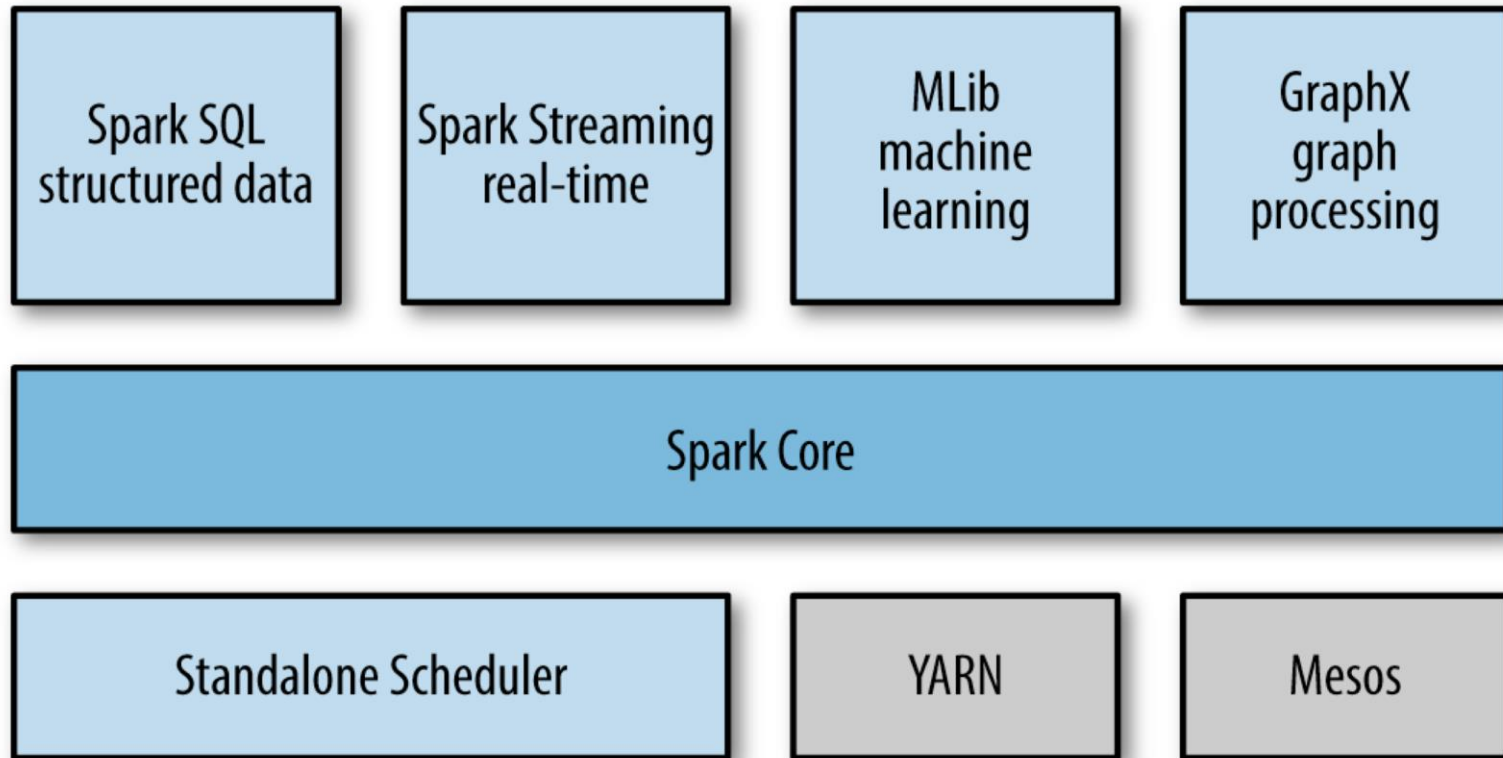 Spark SQL
structured data
Spark Streaming
real-time
MLib
machine
learning
GraphX
graph
processing
Spark Core
Standalone Scheduler
YARN
Mesos